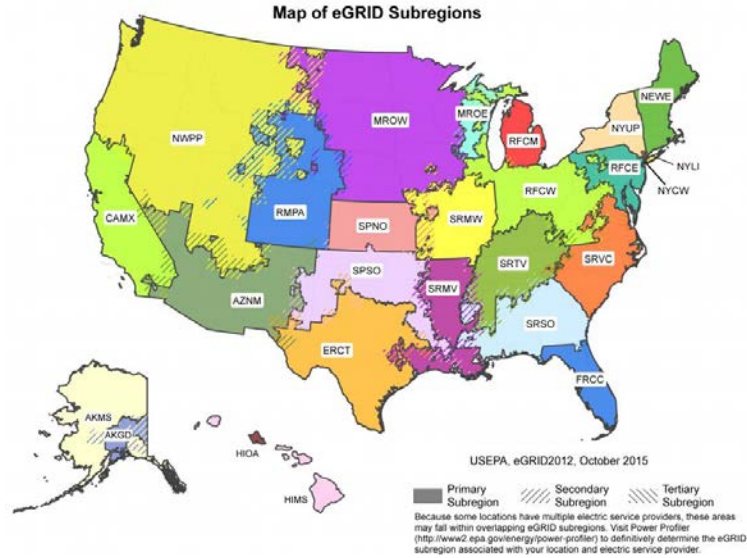 Map of eGRID Subregions
NWPP
MROW
MROE
RFCM
NEWE
NYUP
NYLI
NYCW
RFCE
RFCW
CAMX
RMPA
SPNO
SRMW
SRVC
SRTV
AZNM
SPSO
SRMV
SRSO
ERCT
FRCC
AKMS
AKGD
HIOA
HIMS
USEPA, eGRID2012, October 2015
Primary Subregion
Secondary Subregion
Tertiary Subregion
Because some locations have multiple electric service providers, these areas
may fall within overlapping eGRID subregions. Visit Power Profiler
(http://www2.epa.gov/energy/power-profiler) to definitively determine the eGRID
subregion associated with your location and electric service provider.